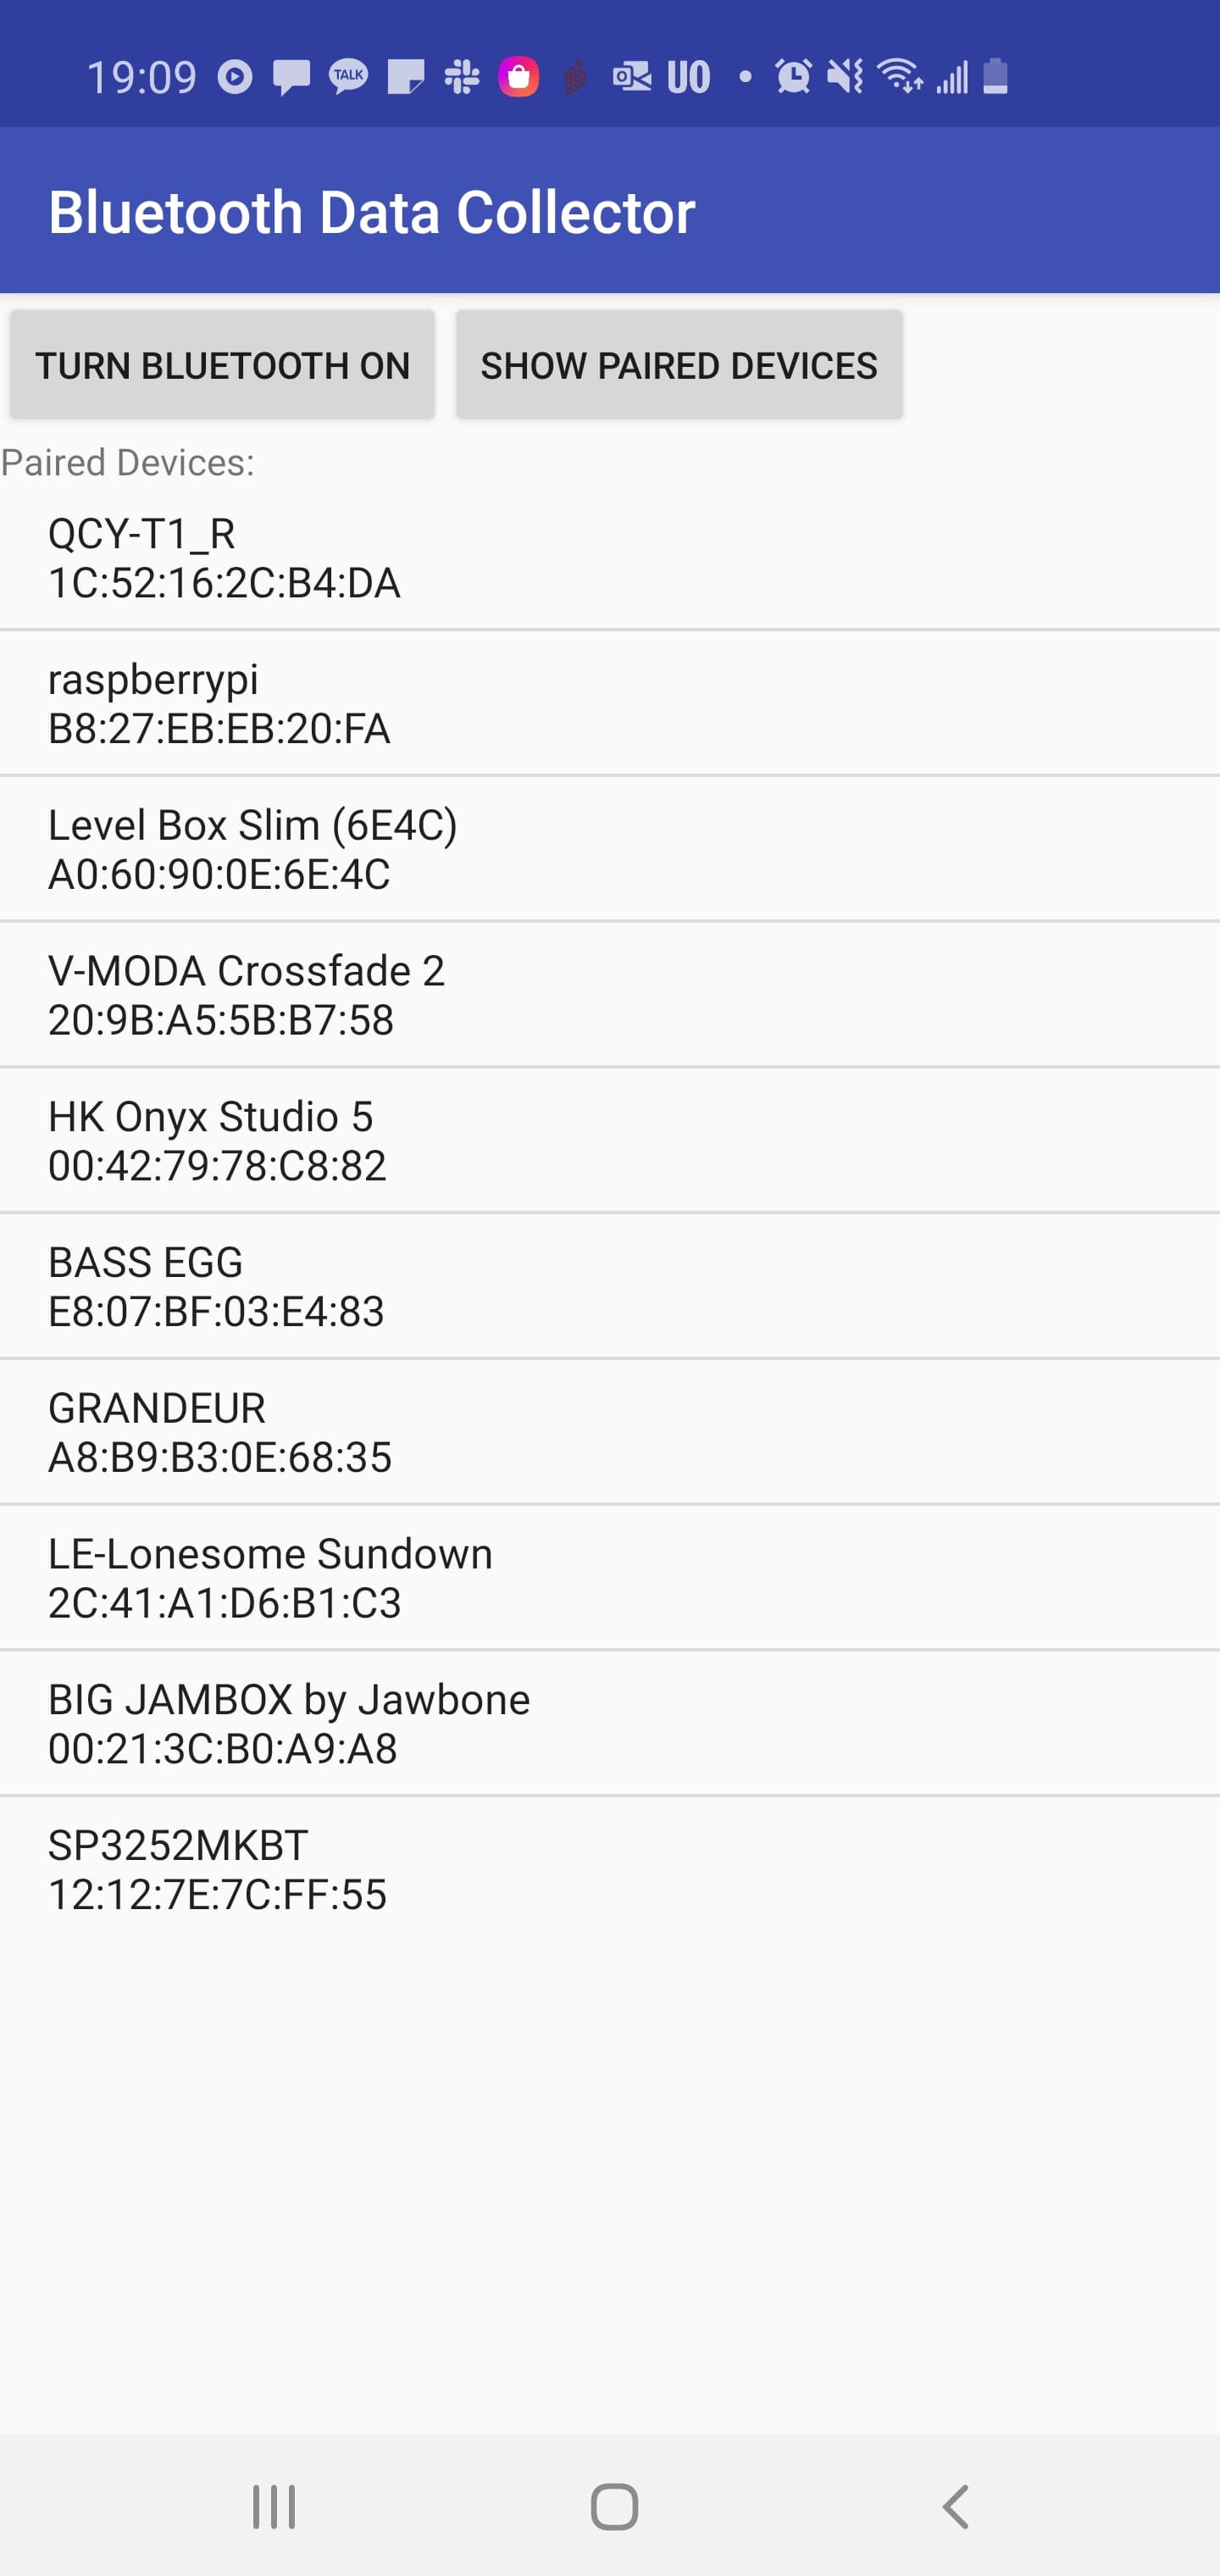 19:09
TALK
UO
Bluetooth Data Collector
TURN BLUETOOTH ON
SHOW PAIRED DEVICES
Paired Devices:
QCY-T1_R
1C:52:16:2C:B4:DA
raspberrypi
B8:27:EB:EB:20:FA
Level Box Slim (6E4C)
A0:60:90:0E:6E:4C
V-MODA Crossfade 2
20:9B:A5:5B:B7:58
HK Onyx Studio 5
00:42:79:78:C8:82
BASS EGG
E8:07:BF:03:E4:83
GRANDEUR
A8:B9:B3:0E:68:35
LE-Lonesome Sundown
2C:41:A1:D6:B1:C3
BIG JAMBOX by Jawbone
00:21:3C:B0:A9:A8
SP3252MKBT
12:12:7E:7C:FF:55